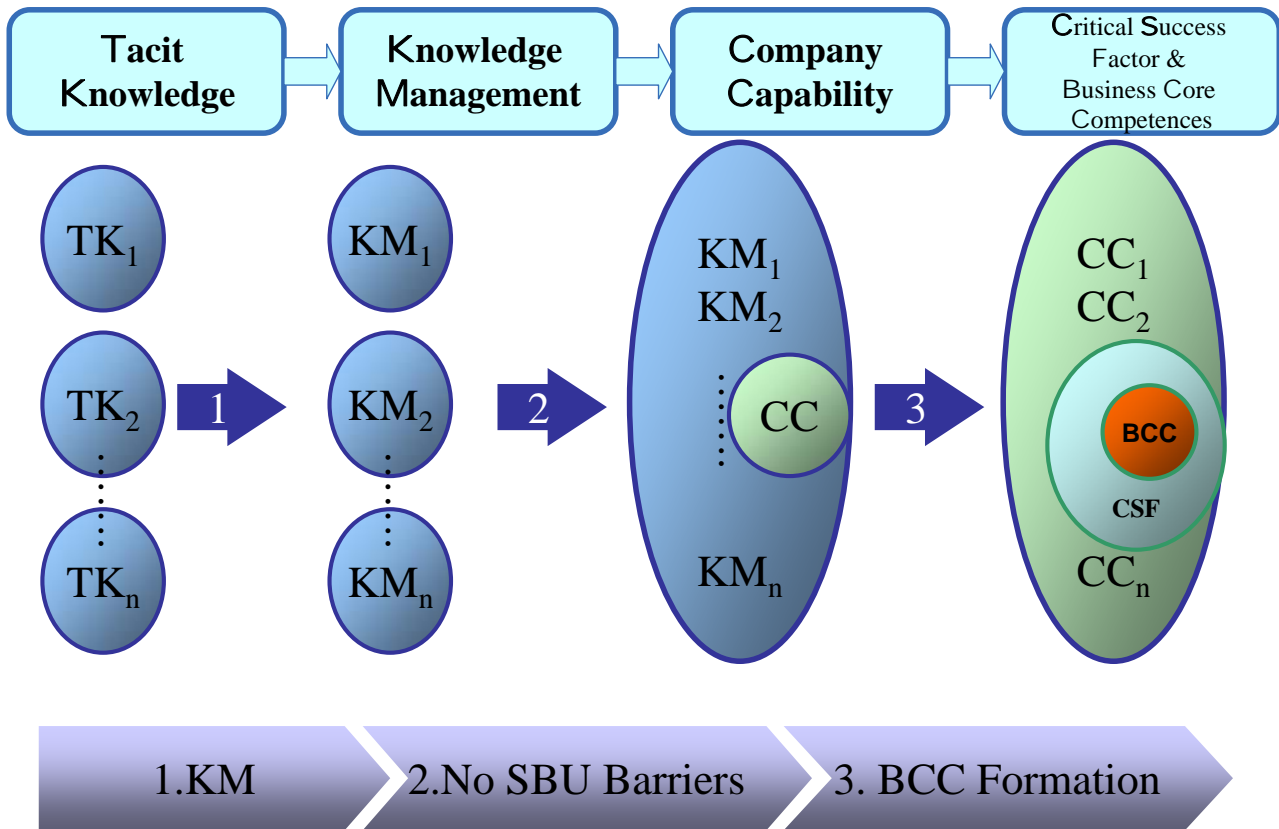 Tacit
Knowledge
Knowledge
Management
Company
Capability
Critical Success
Factor &
Business Core
Competences
TK1
TK2
TKn
1
KM1
KM2
KMn
2
KM1
KM2
CC
KMn
3
CC1
CC2
BCC
CSF
CCn
1.KM
2.No SBU Barriers
3. BCC Formation